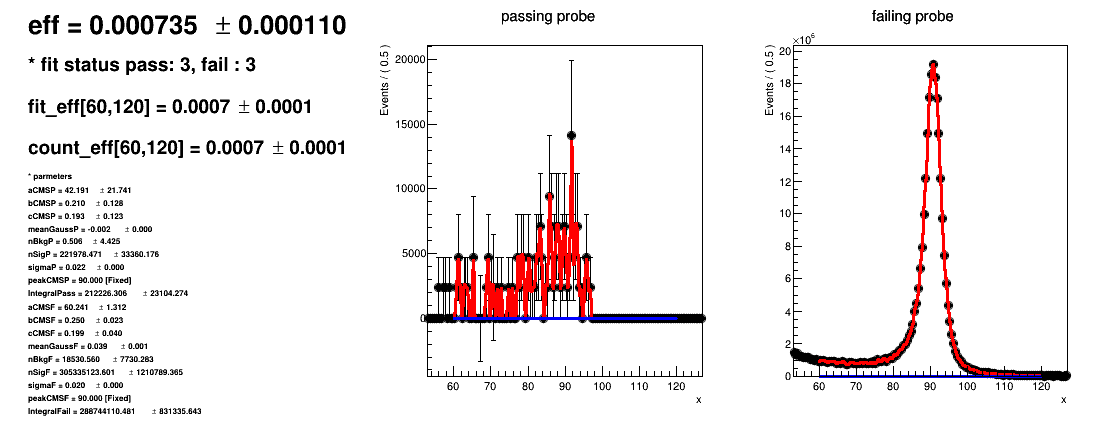 eff = 0.000735 ± 0.000110
* fit status pass: 3, fail : 3
fit_eff[60,120] = 0.0007 ± 0.0001
count_eff[60,120] = 0.0007 ± 0.0001
* parmeters
aCMSP = 42.191 ± 21.741
bCMSP = 0.210 ± 0.128
cCMSP = 0.193 ± 0.123
meanGaussP = -0.002 ± 0.000
nBkgP = 0.506 ± 4.425
nSigP = 221978.471 ± 33360.176
sigmaP = 0.022 ± 0.000
peakCMSP = 90.000 [Fixed]
IntegralPass = 212226.306 ± 23104.274
aCMSF = 60.241 ± 1.312
bCMSF = 0.250 ± 0.023
cCMSF = 0.199 ± 0.040
meanGaussF = 0.039 ± 0.001
nBkgF = 18530.560 ± 7730.283
nSigF = 305335123.601 ± 1210789.365
sigmaF = 0.020 ± 0.000
peakCMSF = 90.000 [Fixed]
IntegralFail = 288744110.481 ± 831335.643
passing probe
Events / ( 0.5 )
20000
15000
10000
5000
0
60 70 80 90 100 110 120
x
failing probe
×10⁶
Events / ( 0.5 )
20
18
16
14
12
10
8
6
4
2
0
60 70 80 90 100 110 120
x